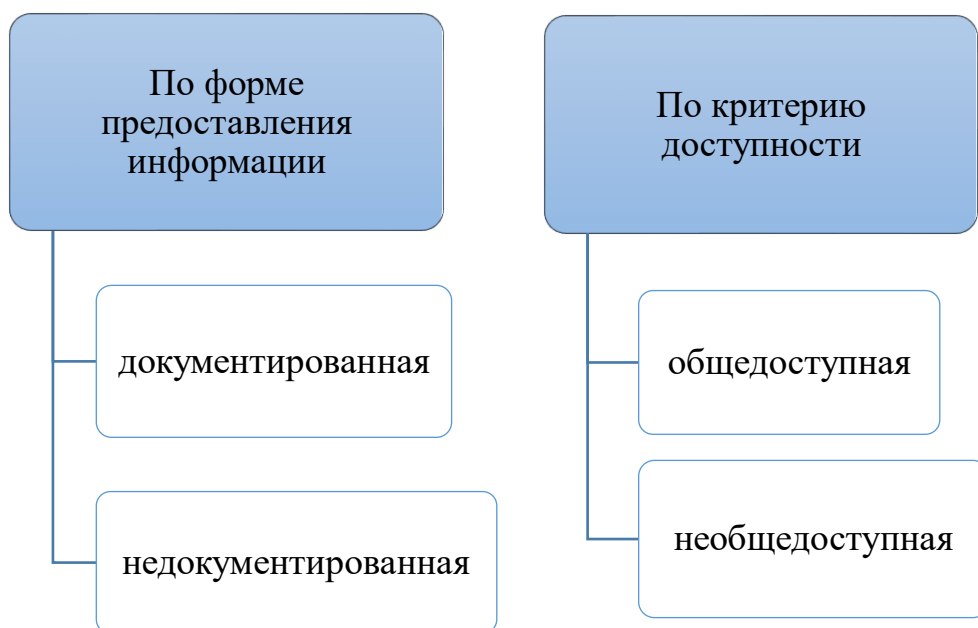 По форме
предоставления
информации
документированная
недокументированная
По критерию
доступности
общедоступная
необщедоступная